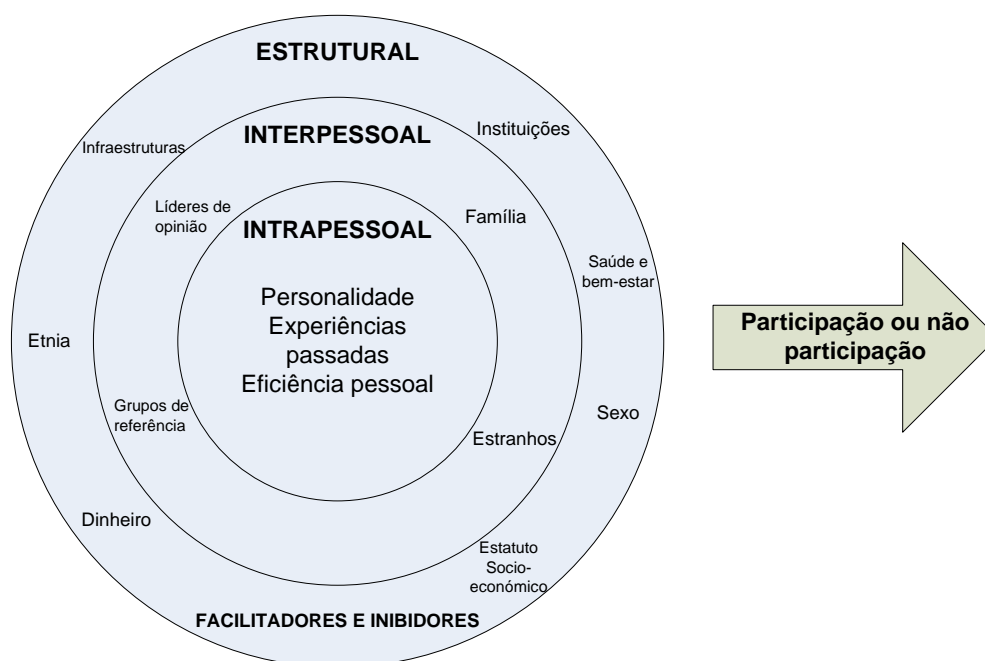 ESTRUTURAL
INTERPESSOAL
Instituições
Infraestruturas
Líderes de
opinião
Família
INTRAPESSOAL
Saúde e
bem-estar
Personalidade
Experiências
passadas
Eficiência pessoal
Etnia
Grupos de
referência
Estranhos
Sexo
Dinheiro
Estatuto
Socio-
económico
FACILITADORES E INIBIDORES
Participação ou não
participação